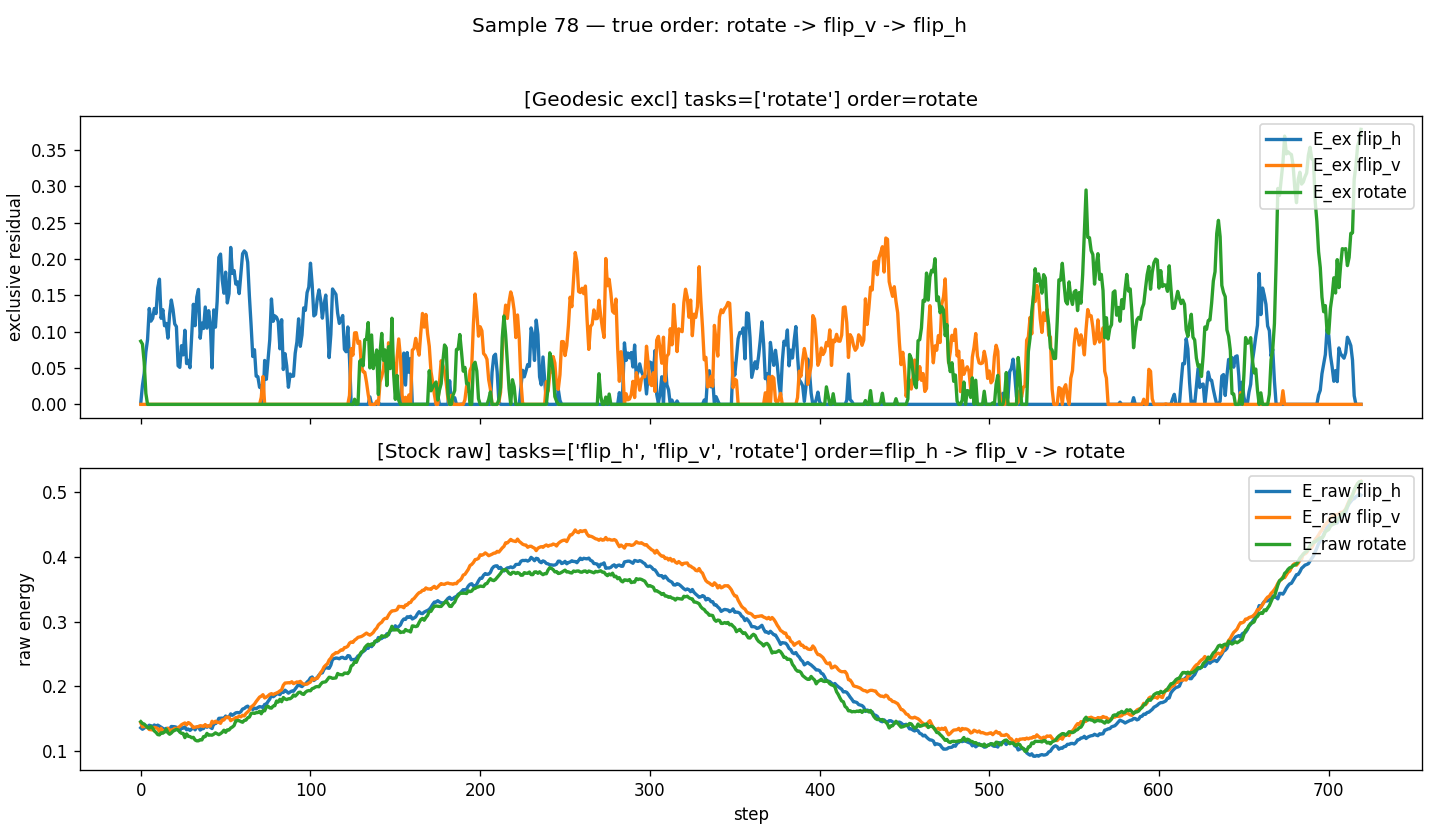 Sample 78 — true order: rotate -> flip_v -> flip_h
[Geodesic excl] tasks=['rotate'] order=rotate
exclusive residual
0.35
0.30
0.25
0.20
0.15
0.10
0.05
0.00
E_ex flip_h
E_ex flip_v
E_ex rotate
[Stock raw] tasks=['flip_h', 'flip_v', 'rotate'] order=flip_h -> flip_v -> rotate
raw energy
0.5
0.4
0.3
0.2
0.1
E_raw flip_h
E_raw flip_v
E_raw rotate
0 100 200 300 400 500 600 700
step